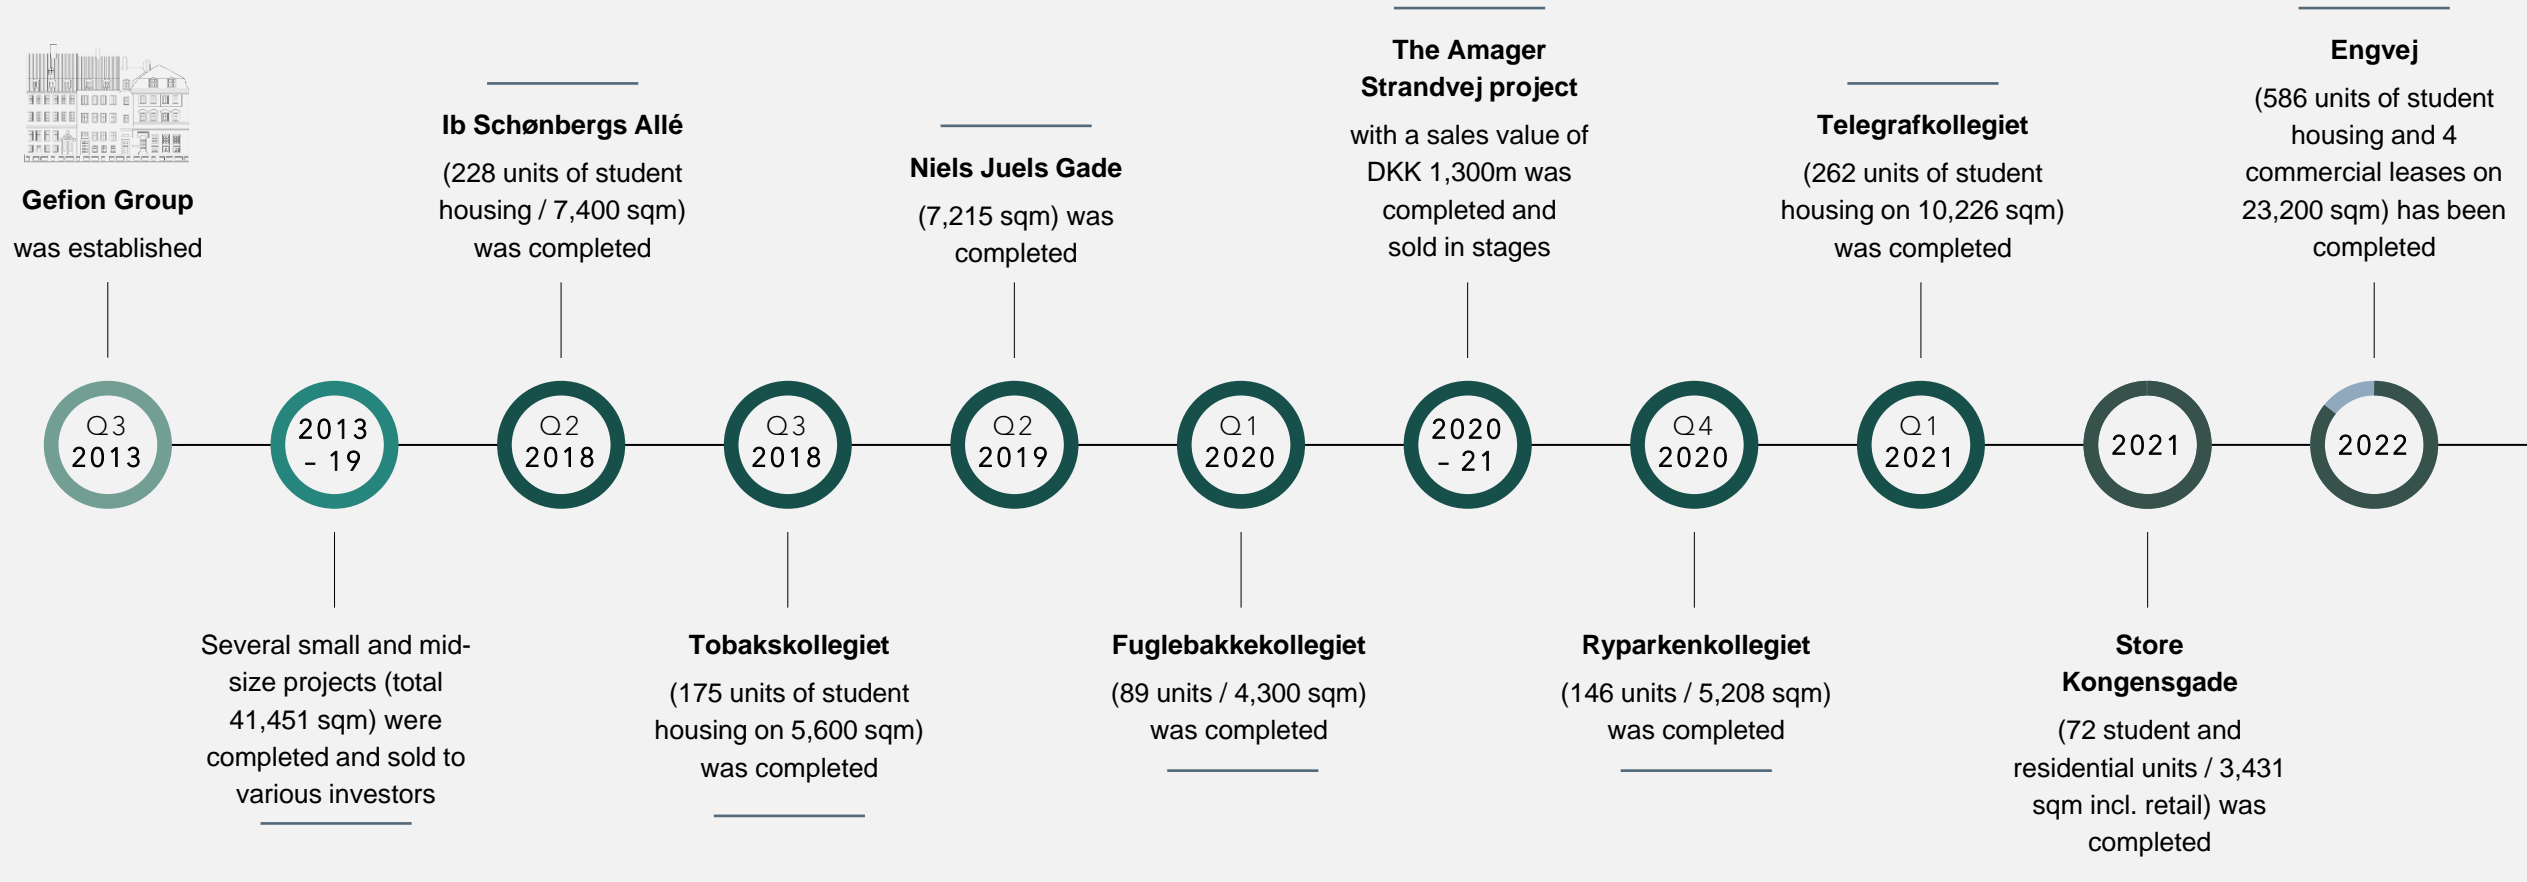 Gefion Group
was established
Q3
2013
2013
– 19
Several small and mid-
size projects (total
41,451 sqm) were
completed and sold to
various investors
Ib Schønbergs Allé
(228 units of student
housing / 7,400 sqm)
was completed
Q2
2018
Q3
2018
Tobakskollegiet
(175 units of student
housing on 5,600 sqm)
was completed
Niels Juels Gade
(7,215 sqm) was
completed
Q2
2019
Q1
2020
Fuglebakkekollegiet
(89 units / 4,300 sqm)
was completed
The Amager
Strandvej project
with a sales value of
DKK 1,300m was
completed and
sold in stages
2020
– 21
Q4
2020
Ryparkenkollegiet
(146 units / 5,208 sqm)
was completed
Telegrafkollegiet
(262 units of student
housing on 10,226 sqm)
was completed
Q1
2021
2021
Store
Kongensgade
(72 student and
residential units / 3,431
sqm incl. retail) was
completed
Engvej
(586 units of student
housing and 4
commercial leases on
23,200 sqm) has been
completed
2022